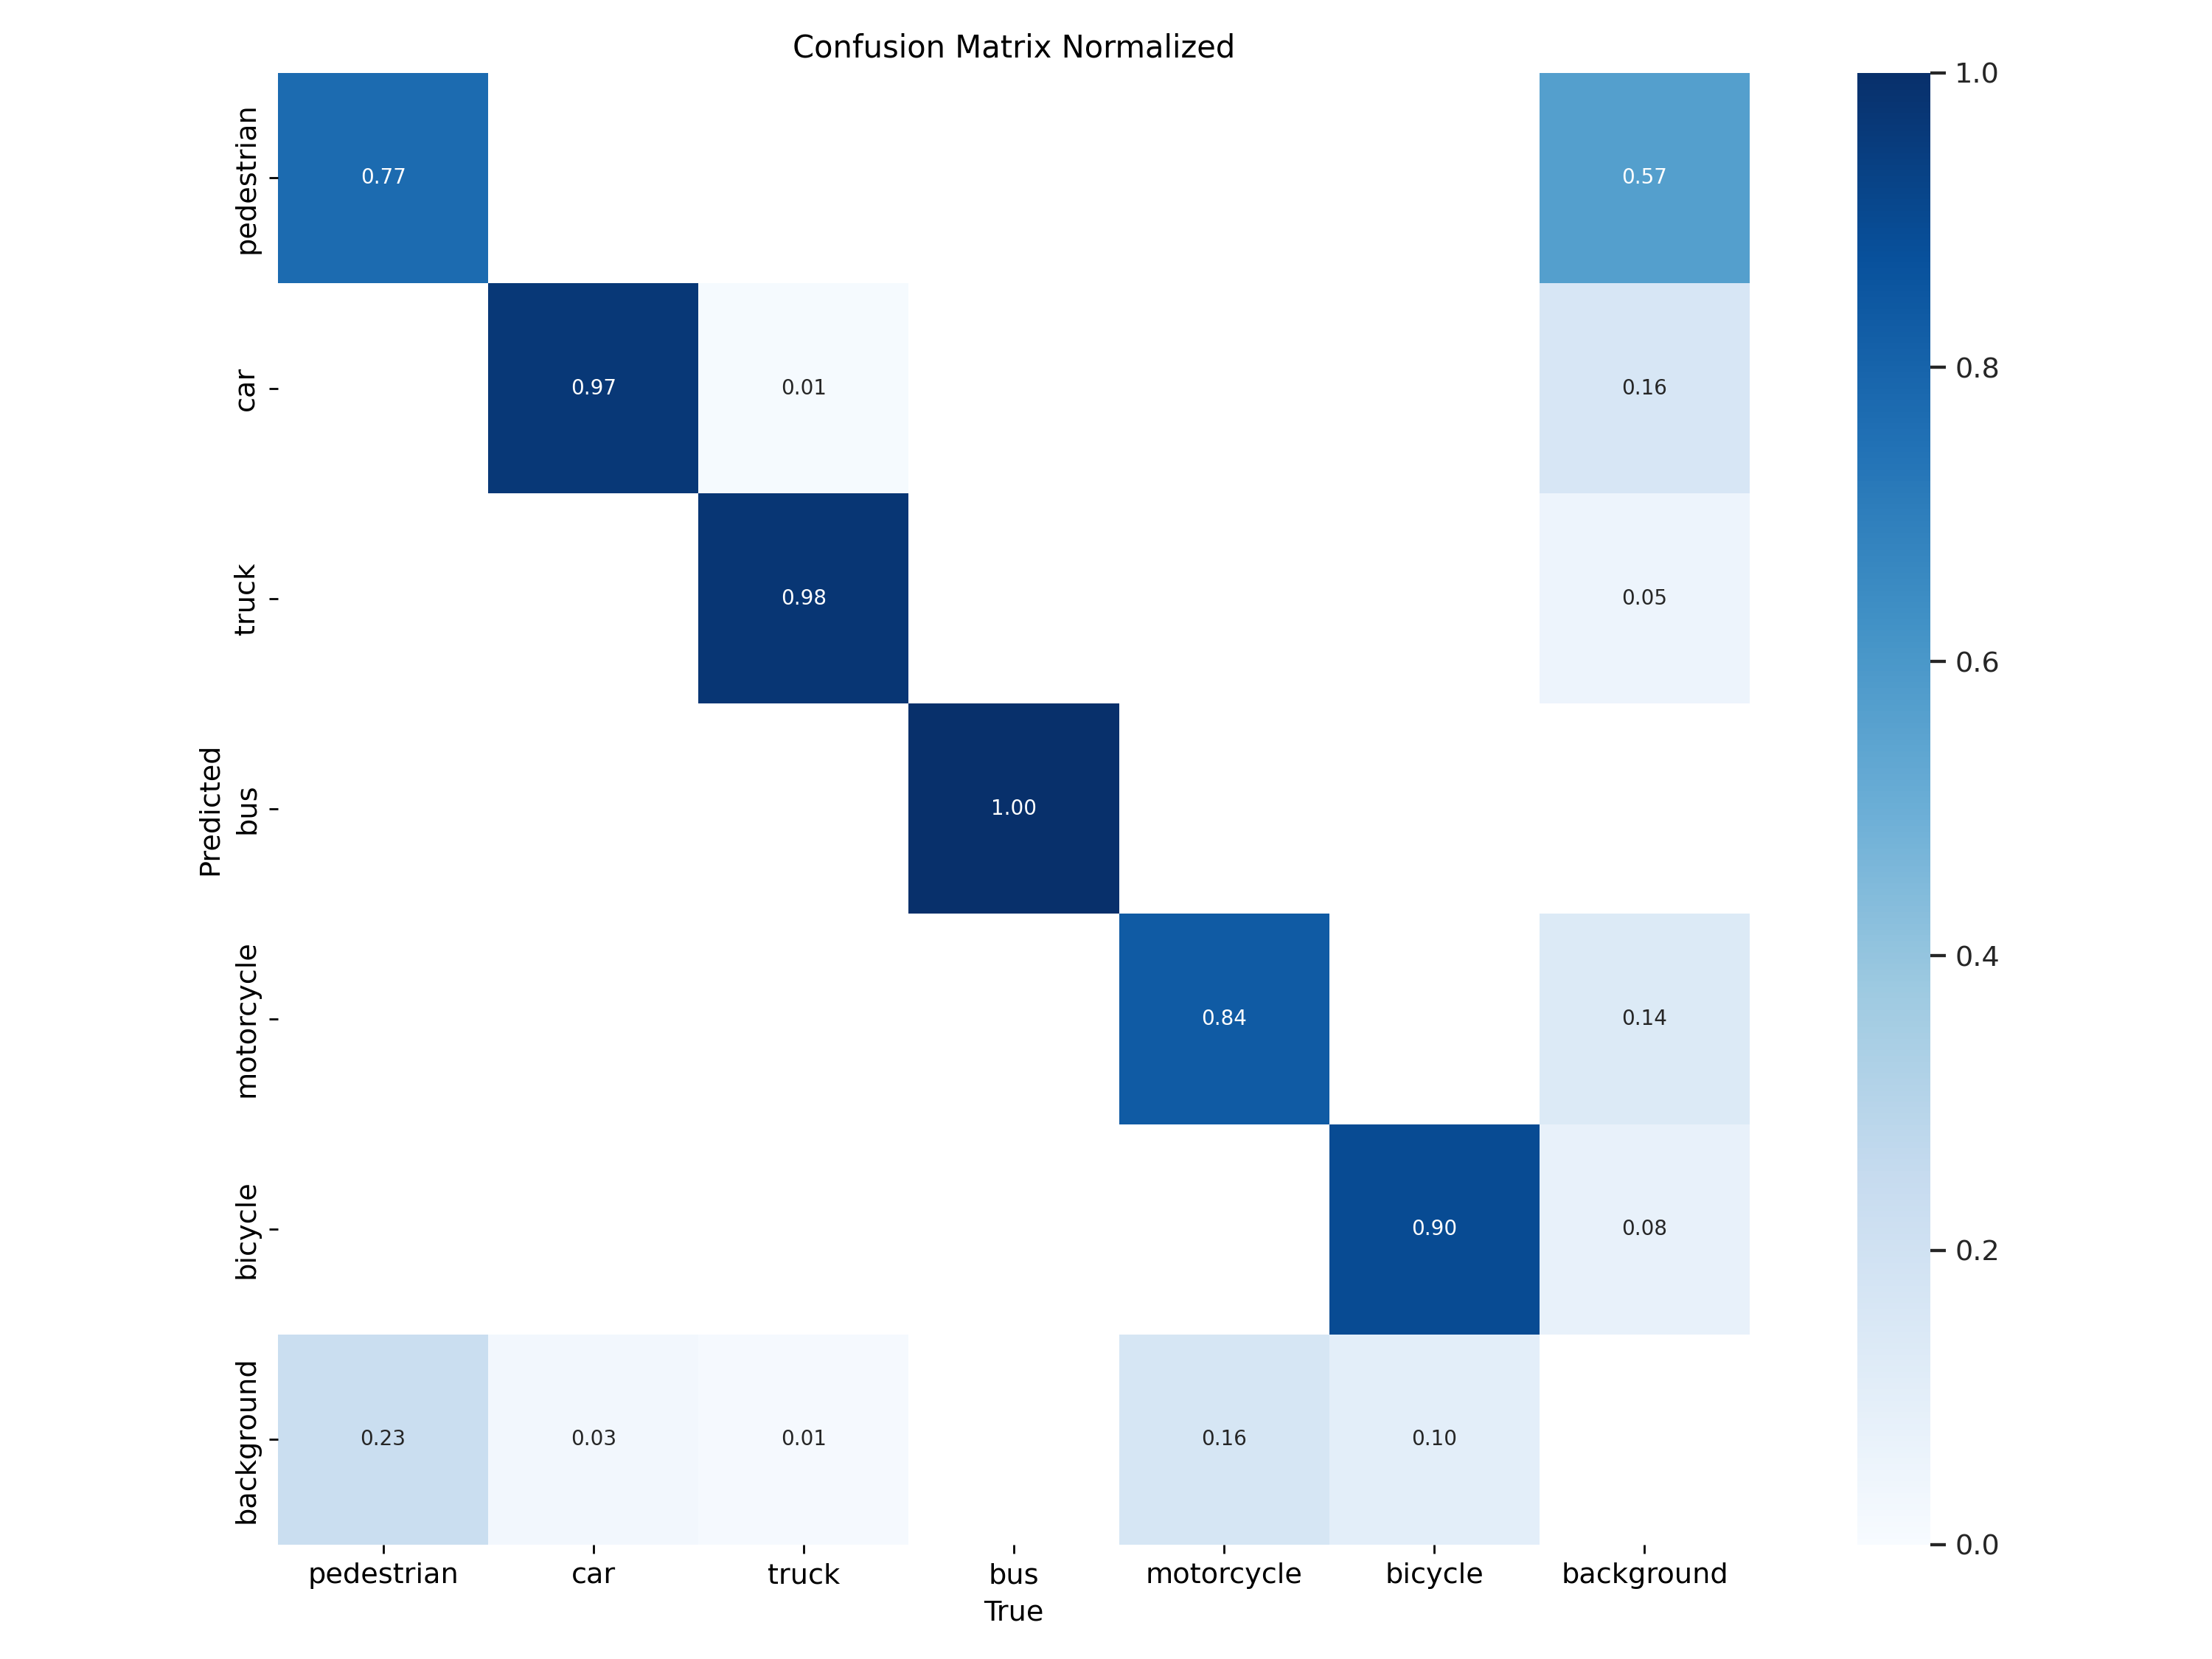 Confusion Matrix Normalized
pedestrian
0.77
0.57
1.0
car
0.97
0.01
0.16
0.8
truck
0.98
0.05
0.6
Predicted
bus
1.00
motorcycle
0.84
0.14
0.4
bicycle
0.90
0.08
0.2
background
0.23
0.03
0.01
0.16
0.10
0.0
pedestrian car truck bus motorcycle bicycle background
True